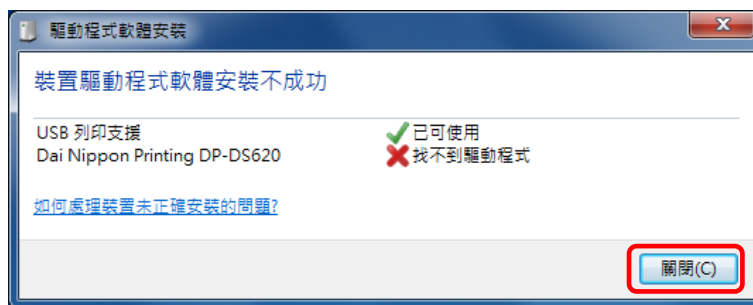 驅動程式軟體安裝
裝置驅動程式軟體安裝不成功
USB 列印支援 已可使用
Dai Nippon Printing DP-DS620 找不到驅動程式
如何處理裝置未正確安裝的問題?
關閉(C)